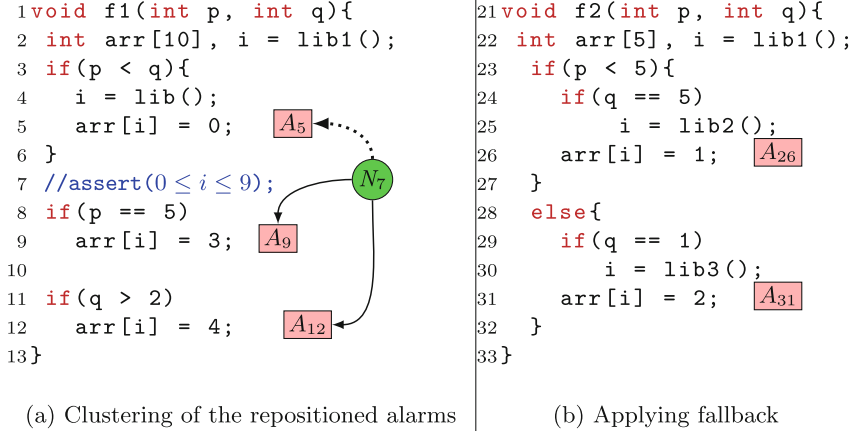 1void f1(int p, int q){
2 int arr[10], i = lib1();
3 if(p < q){
4 i = lib();
5 arr[i] = 0; A5
6 }
7 //assert(0 ≤ i ≤ 9); N7
8 if(p == 5)
9 arr[i] = 3; A9
10
11 if(q > 2)
12 arr[i] = 4; A12
13}
(a) Clustering of the repositioned alarms
21void f2(int p, int q){
22 int arr[5], i = lib1();
23 if(p < 5){
24 if(q == 5)
25 i = lib2();
26 arr[i] = 1; A26
27 }
28 else{
29 if(q == 1)
30 i = lib3();
31 arr[i] = 2; A31
32 }
33}
(b) Applying fallback